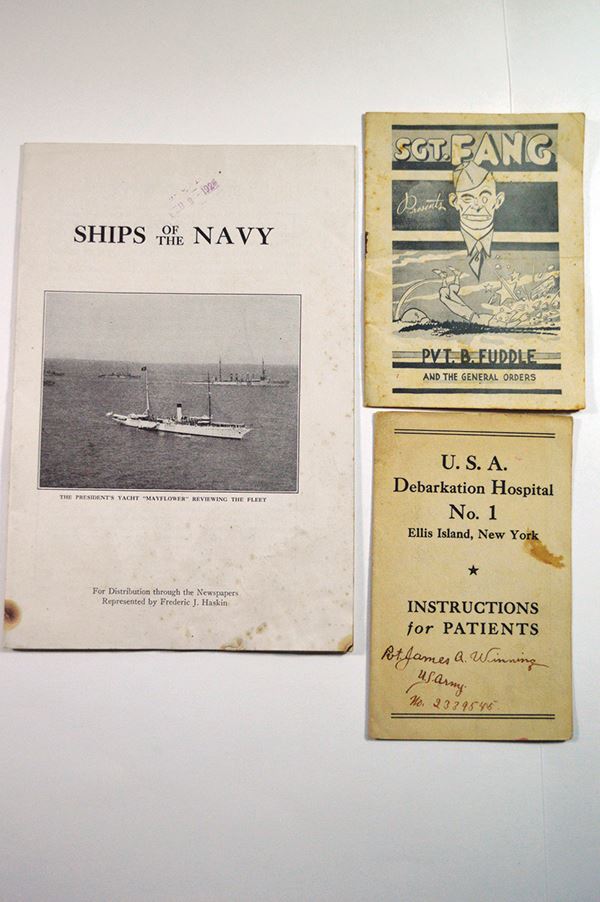 1926
SHIPS OF THE NAVY
THE PRESIDENT'S YACHT "MAYFLOWER" REVIEWING THE FLEET
For Distribution through the Newspapers
Represented by Frederic J. Haskin
SGT. FANG
Presents
PVT. B. FUDDLE
AND THE GENERAL ORDERS
U. S. A.
Debarkation Hospital
No. 1
Ellis Island, New York
INSTRUCTIONS
for PATIENTS
Pvt. James A. Winning
US Army.
No. 2339545.